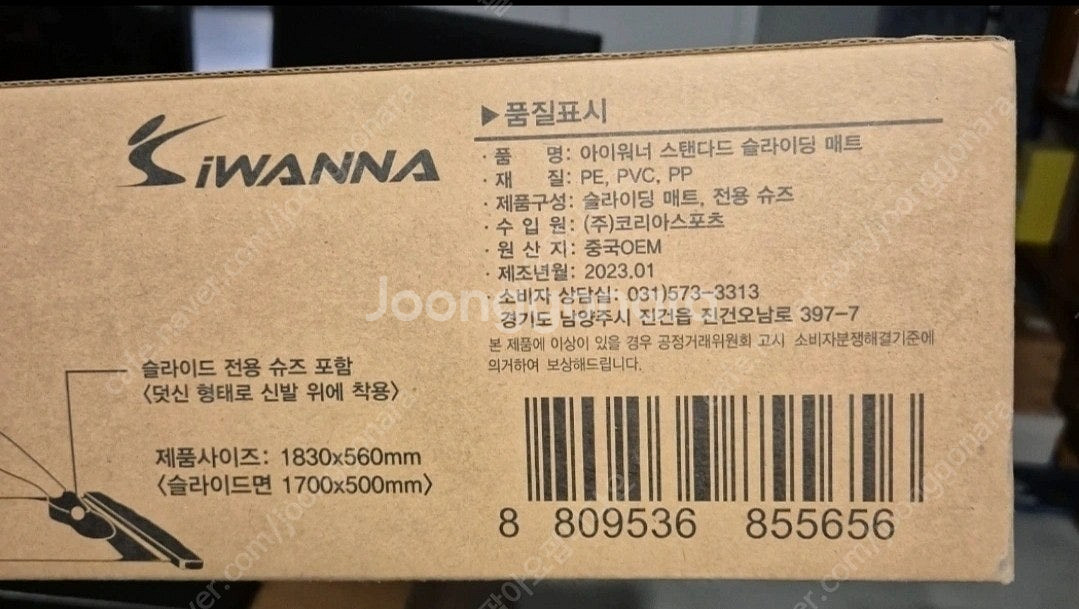 iWANNA
▶품질표시
· 품 명: 아이워너 스탠다드 슬라이딩 매트
· 재 질: PE, PVC, PP
· 제품구성: 슬라이딩 매트, 전용 슈즈
· 수 입 원: (주)코리아스포츠
· 원 산 지: 중국OEM
· 제조년월: 2023.01
소비자 상담실: 031)573-3313
경기도 남양주시 진건읍 진건오남로 397-7
본 제품에 이상이 있을 경우 공정거래위원회 고시 소비자분쟁해결기준에
의거하여 보상해드립니다.
슬라이드 전용 슈즈 포함
<덧신 형태로 신발 위에 착용>
제품사이즈: 1830x560mm
<슬라이드면 1700x500mm>
8 809536 855656
Joonggonara